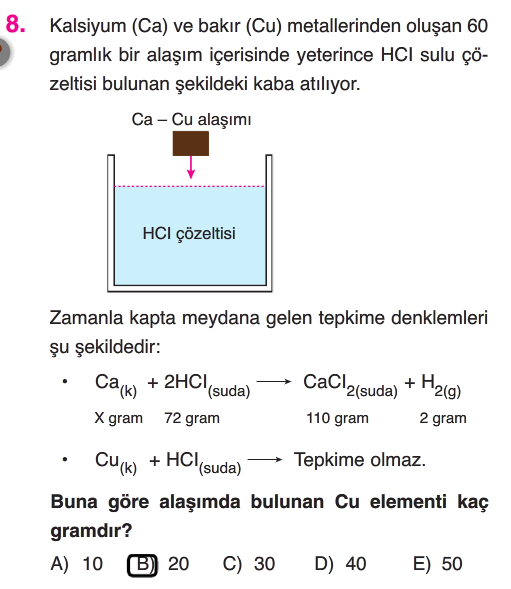 8. Kalsiyum (Ca) ve bakır (Cu) metallerinden oluşan 60
gramlık bir alaşım içerisinde yeterince HCl sulu çö-
zeltisi bulunan şekildeki kaba atılıyor.
Ca – Cu alaşımı
HCl çözeltisi
Zamanla kapta meydana gelen tepkime denklemleri
şu şekildedir:
• Ca(k) + 2HCl(suda) ⟶ CaCl2(suda) + H2(g)
X gram 72 gram 110 gram 2 gram
• Cu(k) + HCl(suda) ⟶ Tepkime olmaz.
Buna göre alaşımda bulunan Cu elementi kaç
gramdır?
A) 10 B) 20 C) 30 D) 40 E) 50